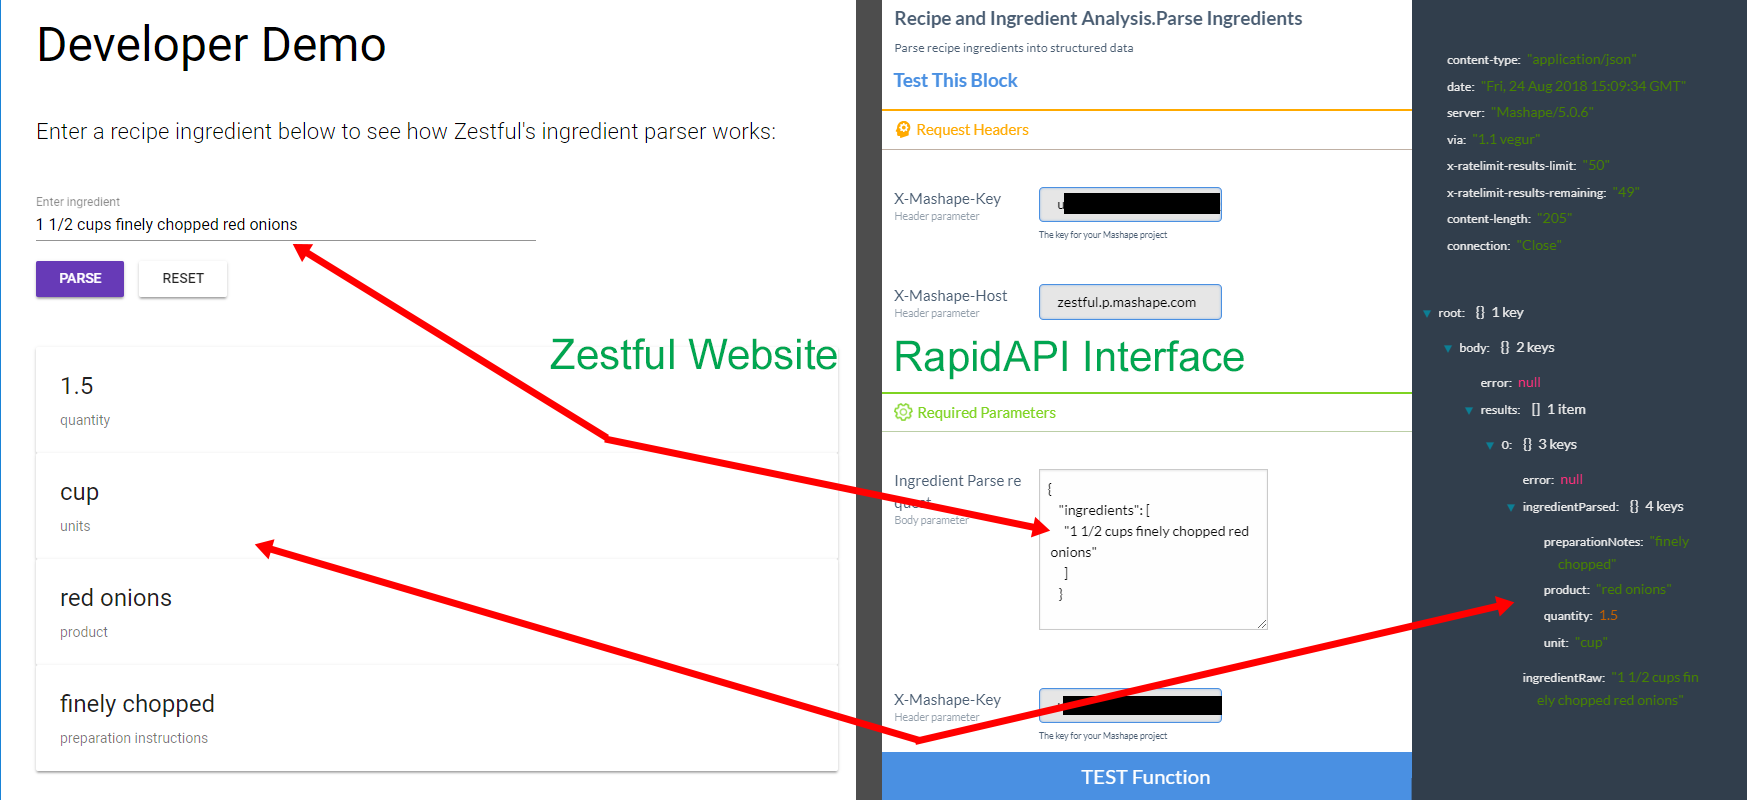 Developer Demo
Enter a recipe ingredient below to see how Zestful's ingredient parser works:
Enter ingredient
1 1/2 cups finely chopped red onions
PARSE
RESET
Zestful Website
1.5
quantity
cup
units
red onions
product
finely chopped
preparation instructions
Recipe and Ingredient Analysis.Parse Ingredients
Parse recipe ingredients into structured data
Test This Block
Request Headers
X-Mashape-Key
Header parameter
u
The key for your Mashape project
X-Mashape-Host
Header parameter
zestful.p.mashape.com
RapidAPI Interface
Required Parameters
Ingredient Parse re
quest
Body parameter
{
"ingredients": [
"1 1/2 cups finely chopped red
onions"
]
}
X-Mashape-Key
Header parameter
The key for your Mashape project
TEST Function
content-type: "application/json"
date: "Fri, 24 Aug 2018 15:09:34 GMT"
server: "Mashape/5.0.6"
via: "1.1 vegur"
x-ratelimit-results-limit: "50"
x-ratelimit-results-remaining: "49"
content-length: "205"
connection: "Close"
root: {} 1 key
body: {} 2 keys
error: null
results: [] 1 item
0: {} 3 keys
error: null
ingredientParsed: {} 4 keys
preparationNotes: "finely
chopped"
product: "red onions"
quantity: 1.5
unit: "cup"
ingredientRaw: "1 1/2 cups fin
ely chopped red onions"